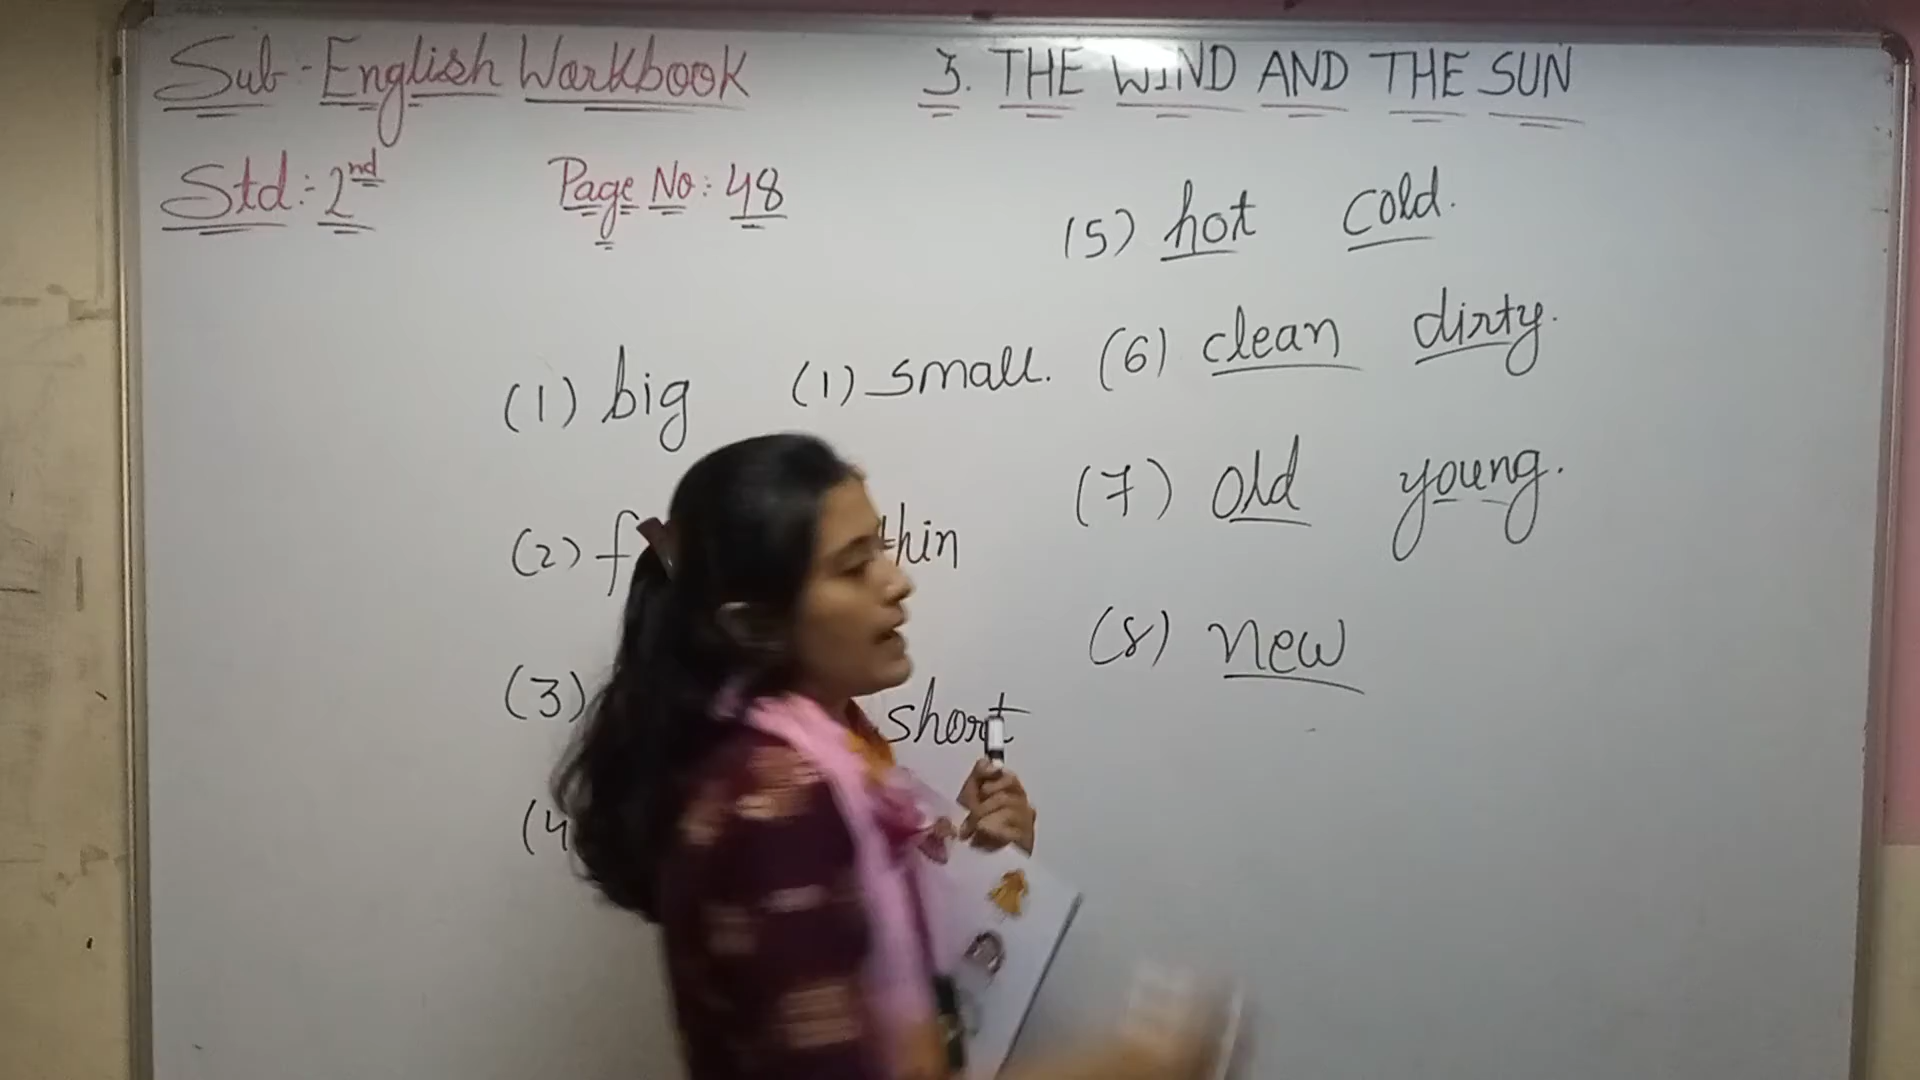 Sub - English Workbook
3. THE WIND AND THE SUN
Std:- 2nd
Page No: 48
(1) big (1) small.
(2) thin
(3) short
(4
(5) hot cold.
(6) clean dirty.
(7) old young.
(8) new